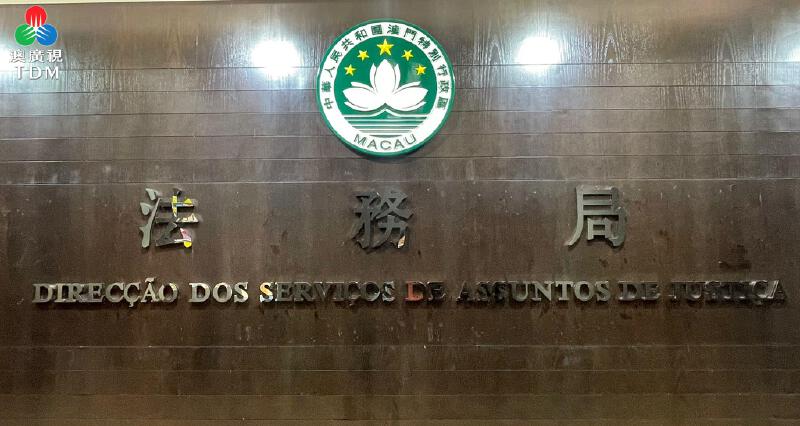 澳廣視
TDM
中華人民共和國澳門特別行政區
MACAU
法務局
DIRECÇÃO DOS SERVIÇOS DE ASSUNTOS DE JUSTIÇA